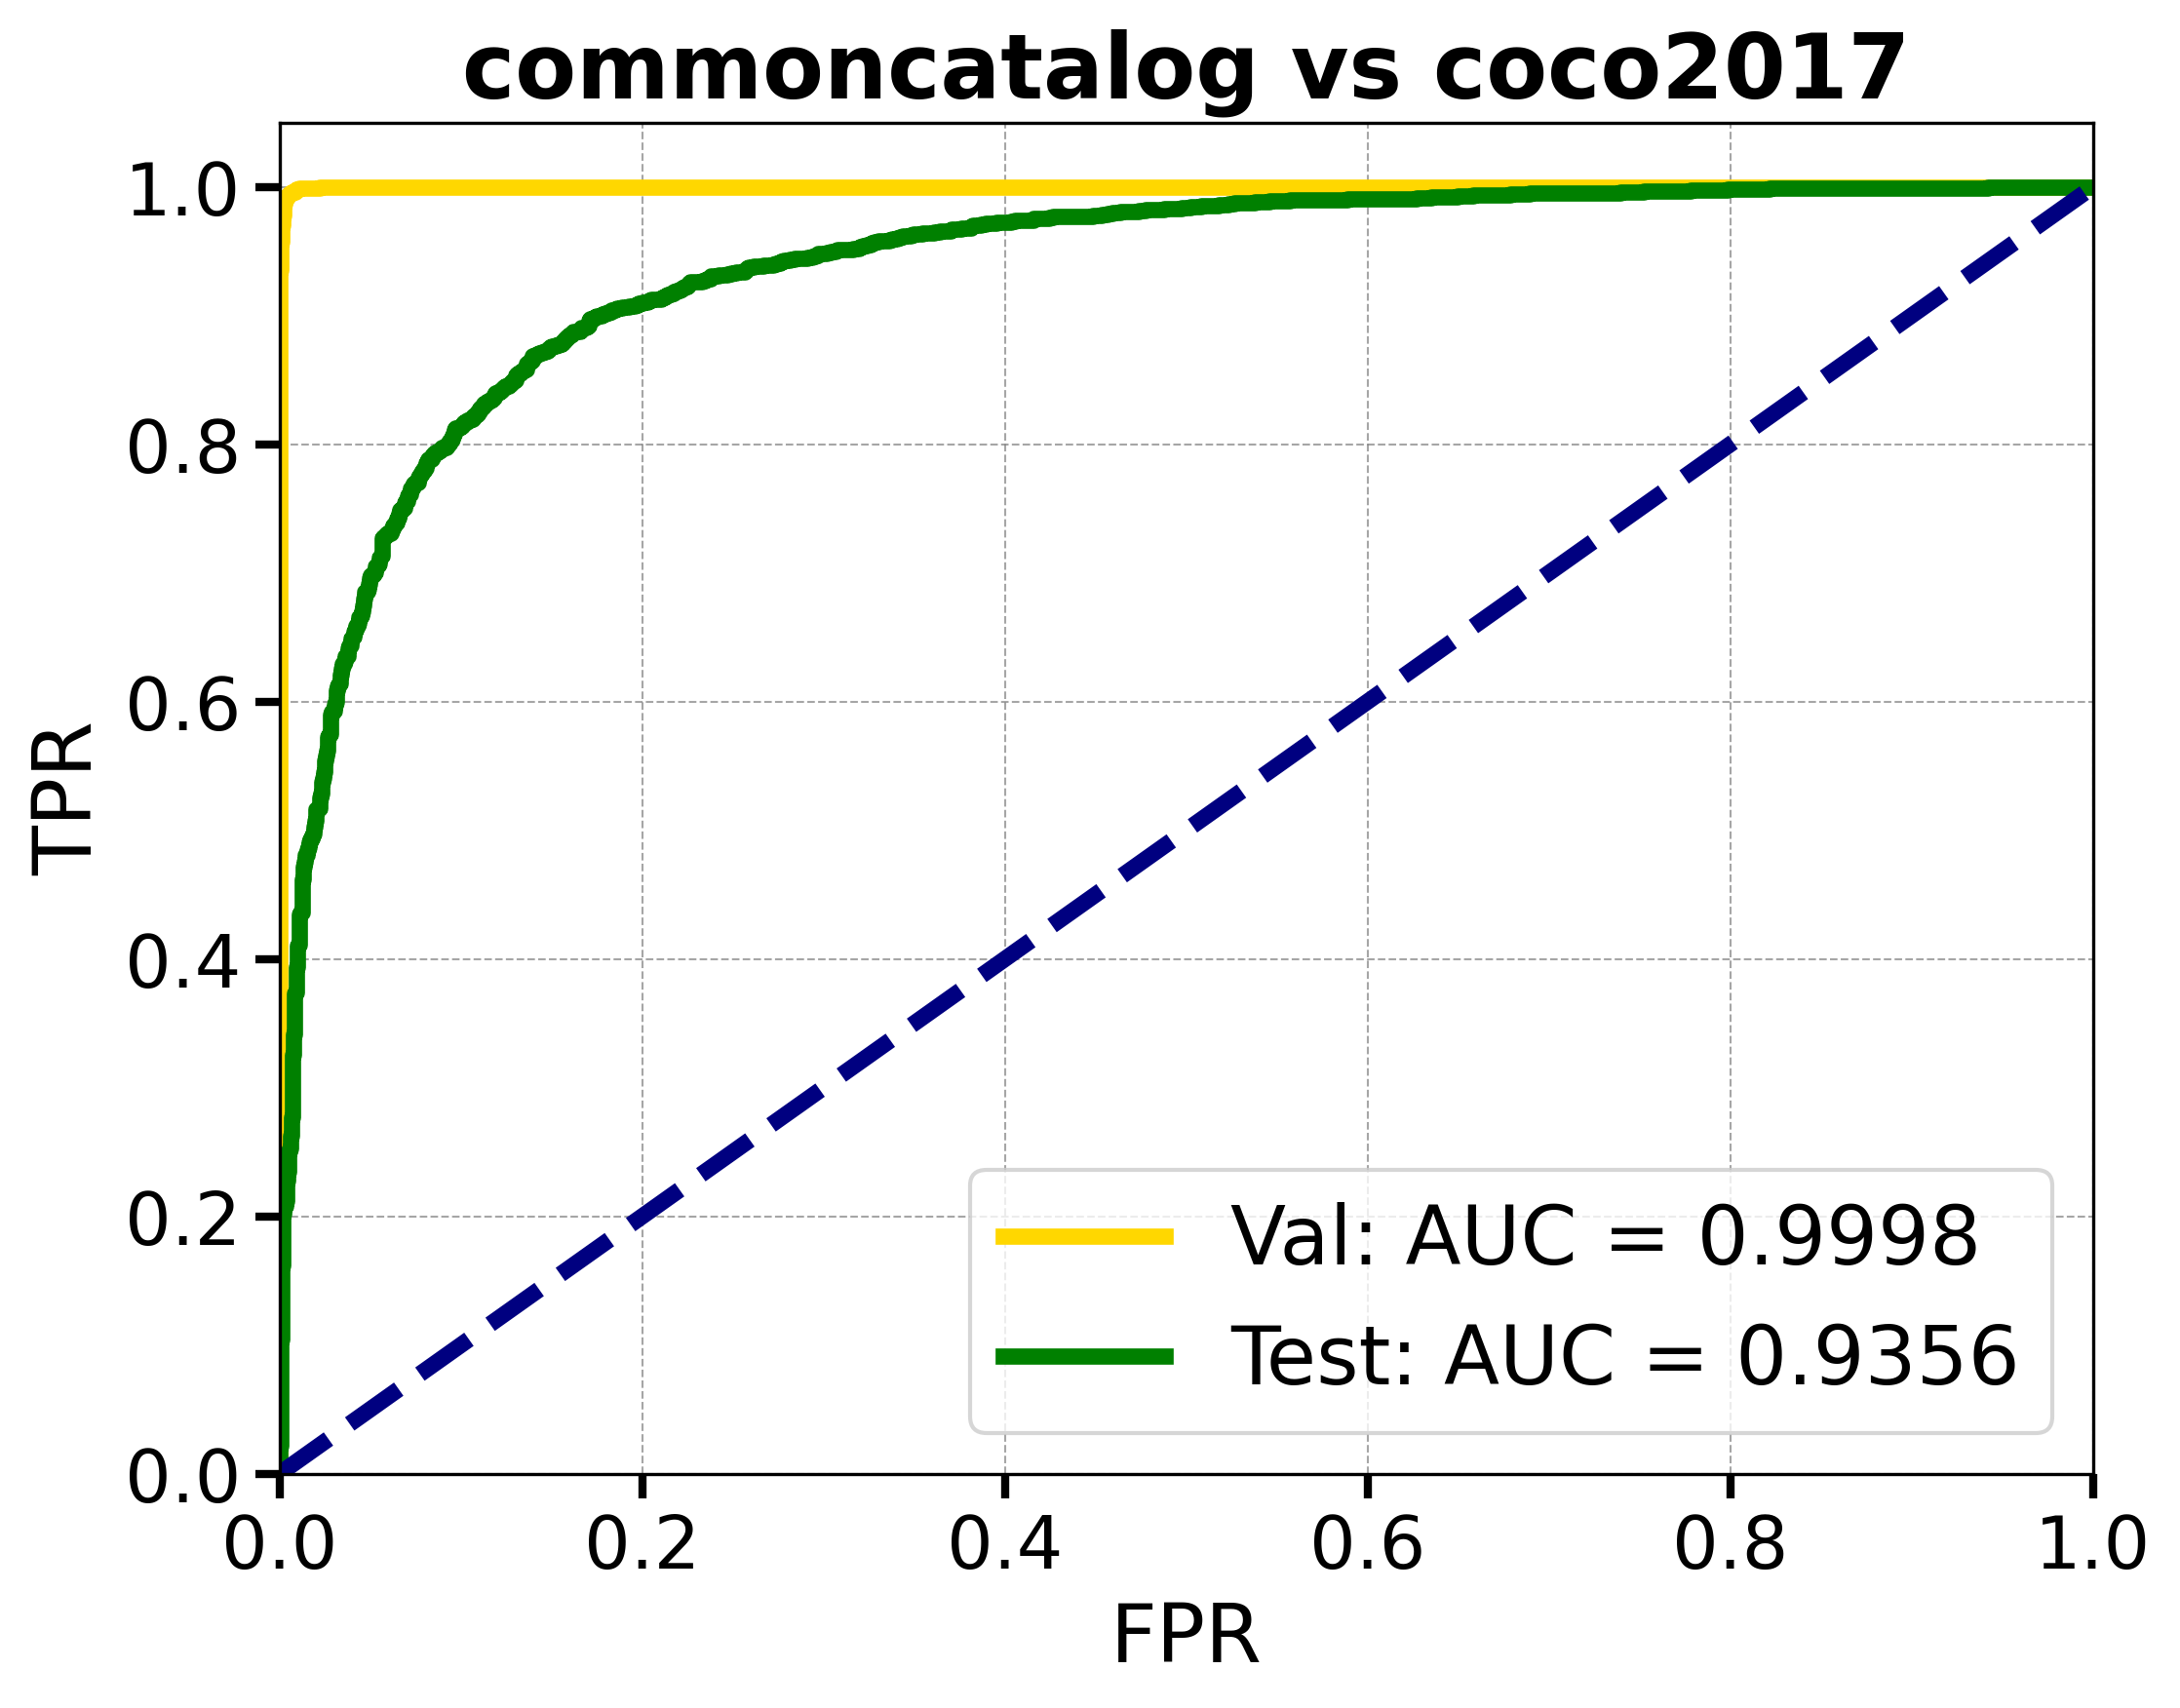 commoncatalog vs coco2017
1.0
0.8
0.6
0.4
0.2
0.0
TPR
Val: AUC = 0.9998
Test: AUC = 0.9356
0.0 0.2 0.4 0.6 0.8 1.0
FPR